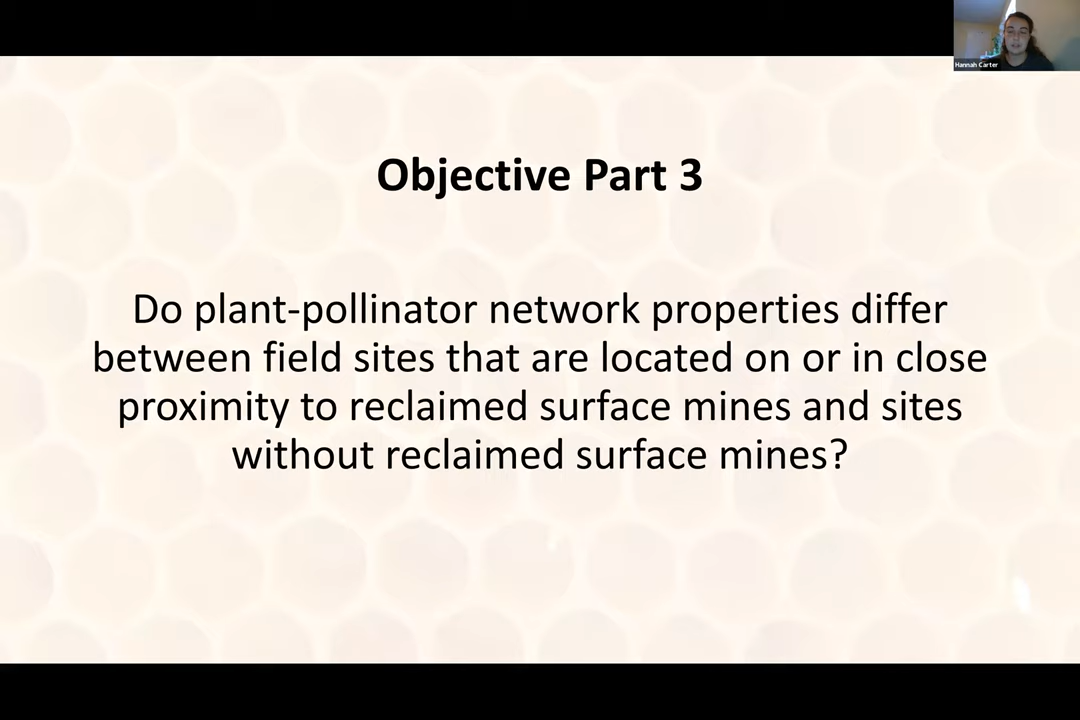 Hannah Carter
Objective Part 3
Do plant-pollinator network properties differ
between field sites that are located on or in close
proximity to reclaimed surface mines and sites
without reclaimed surface mines?